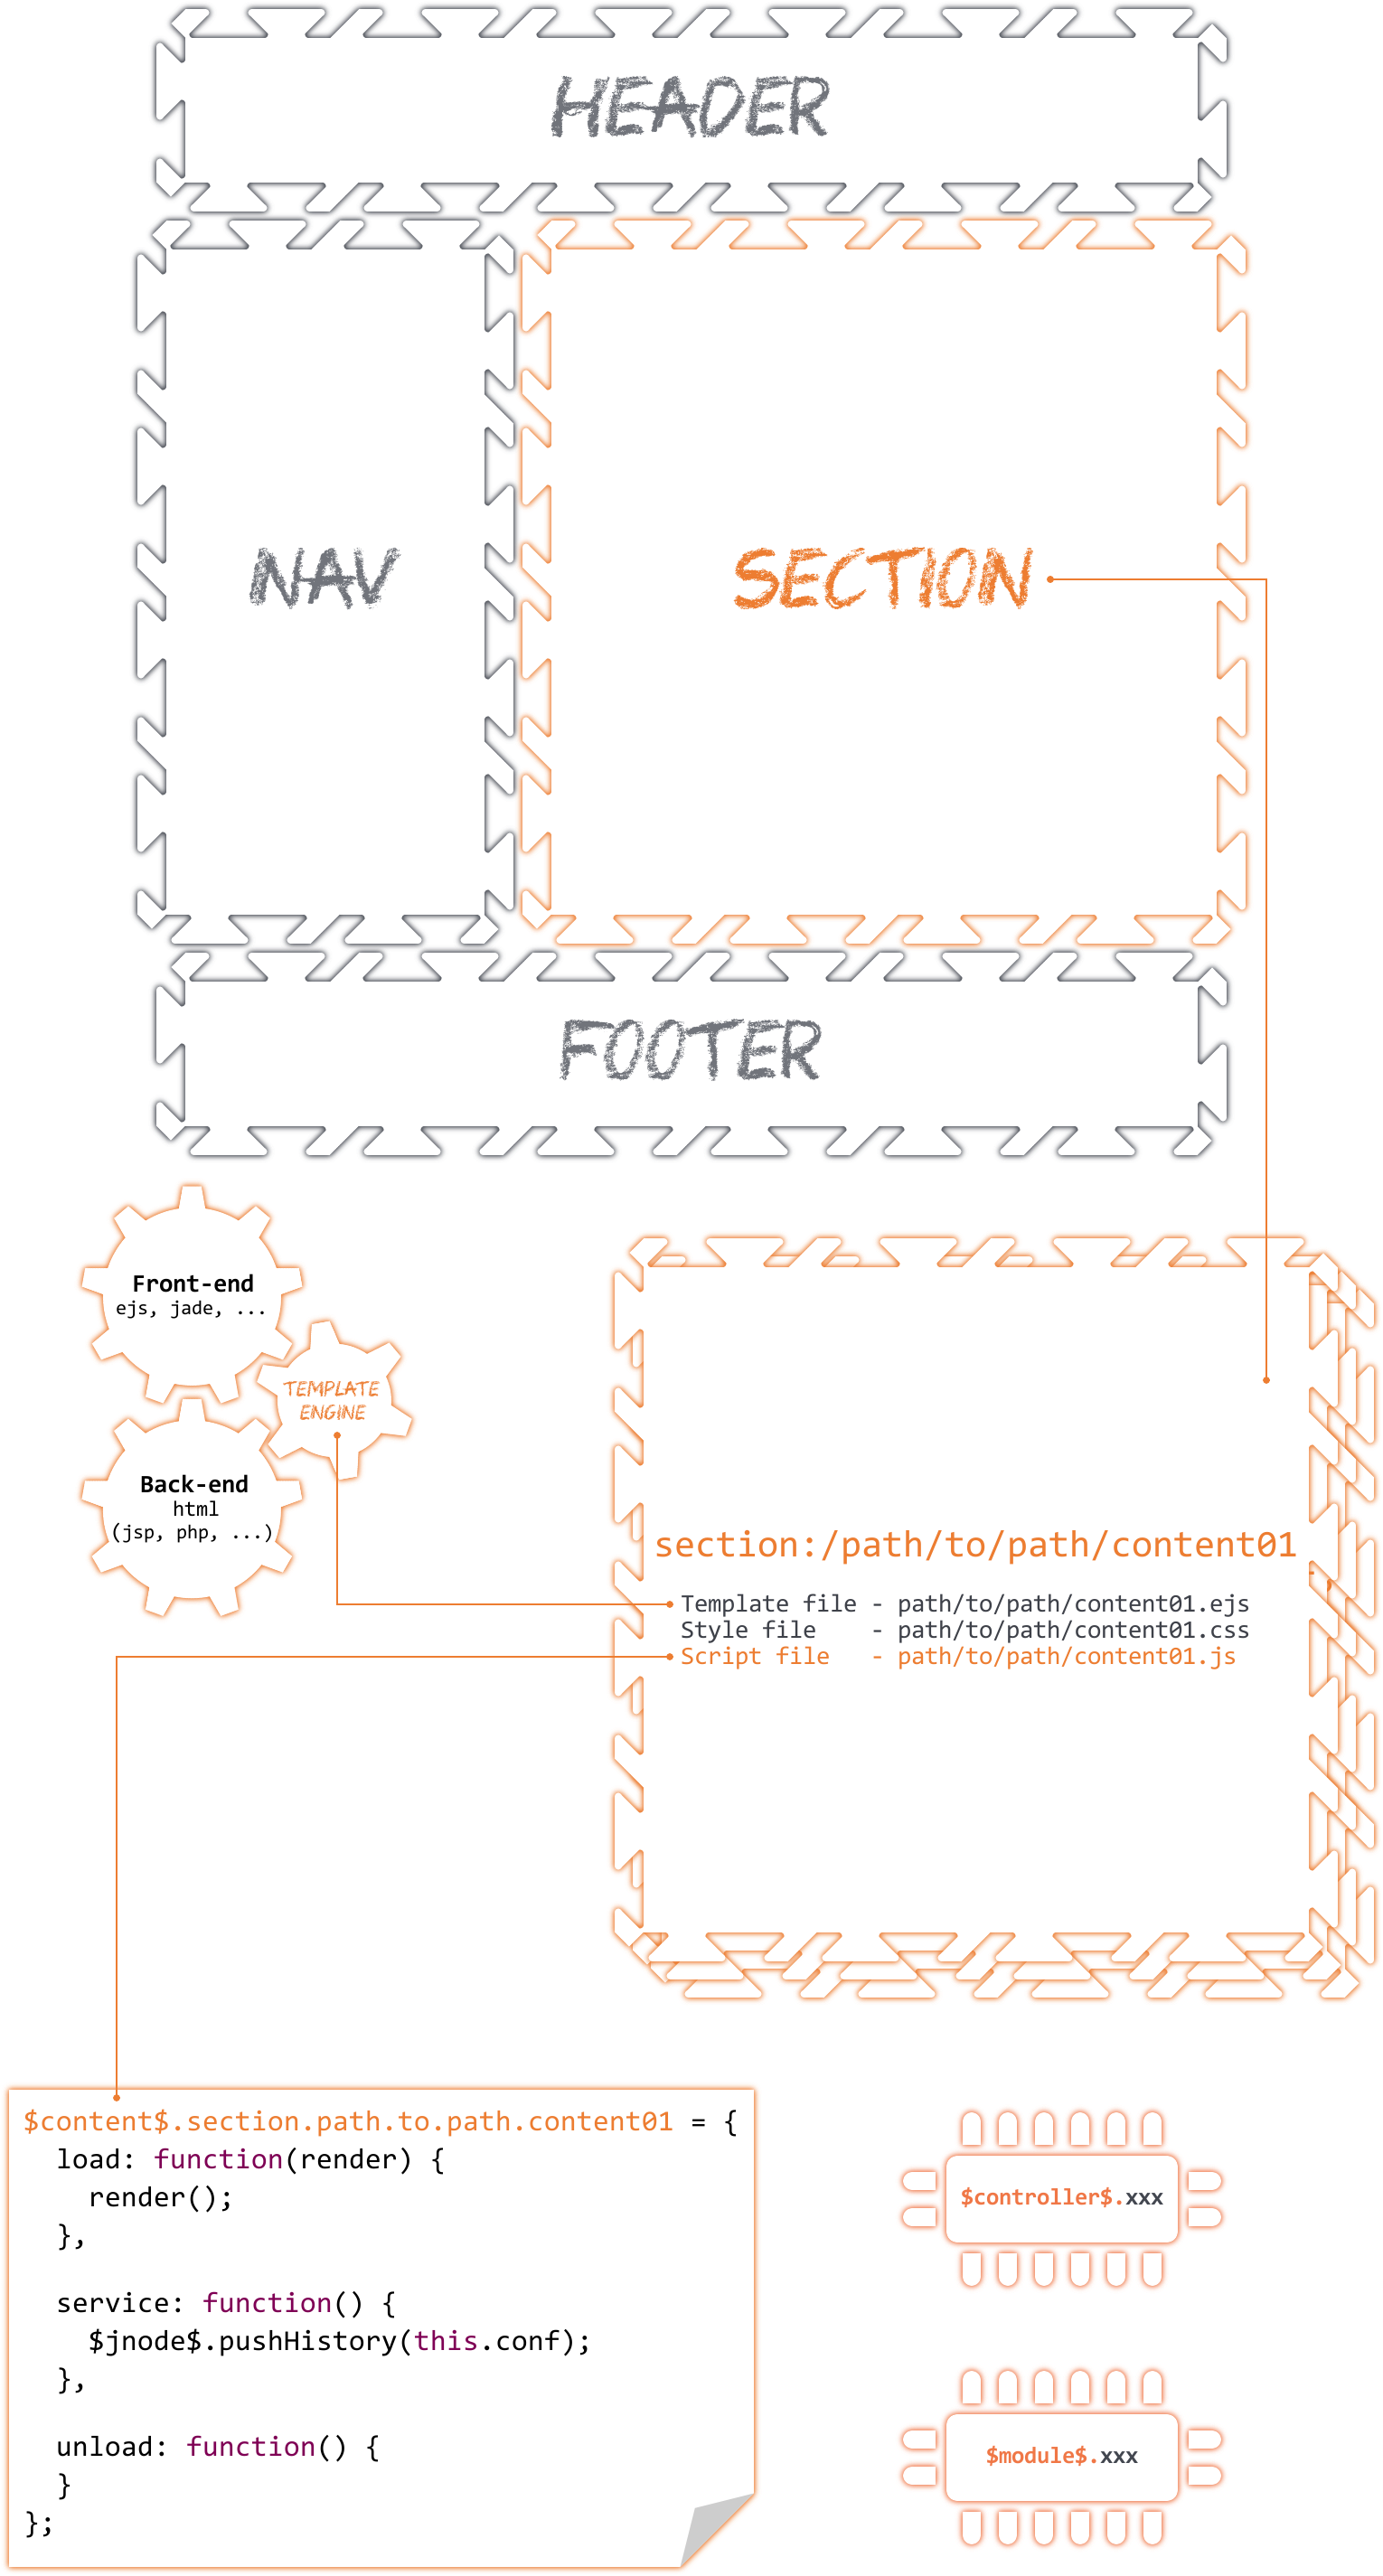 HEADER
NAV
SECTION
FOOTER
Front-end
ejs, jade, ...
TEMPLATE
ENGINE
Back-end
html
(jsp, php, ...)
section:/path/to/path/content01
Template file - path/to/path/content01.ejs
Style file    - path/to/path/content01.css
Script file   - path/to/path/content01.js
$content$.section.path.to.path.content01 = {
  load: function(render) {
    render();
  },
  service: function() {
    $jnode$.pushHistory(this.conf);
  },
  unload: function() {
  }
};
$controller$.xxx
$module$.xxx